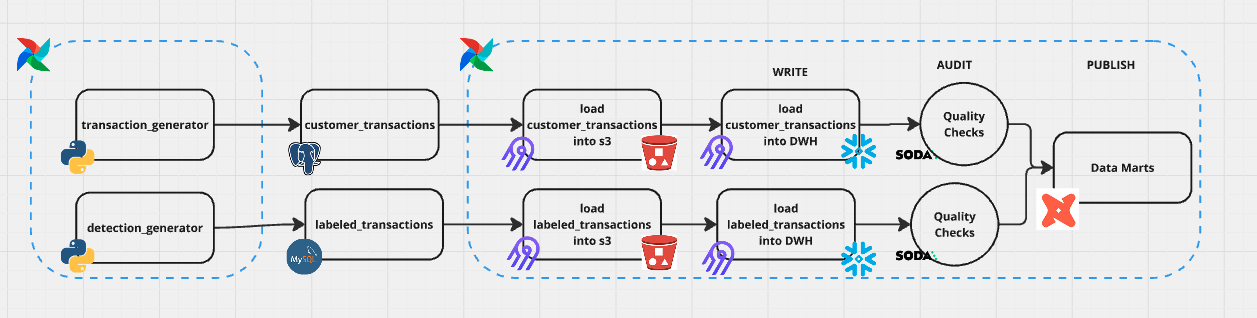 WRITE
AUDIT
PUBLISH
transaction_generator
customer_transactions
load
customer_transactions
into s3
load
customer_transactions
into DWH
Quality
Checks
SODA
Data Marts
detection_generator
labeled_transactions
MySQL
load
labeled_transactions
into s3
load
labeled_transactions
into DWH
Quality
Checks
SODA